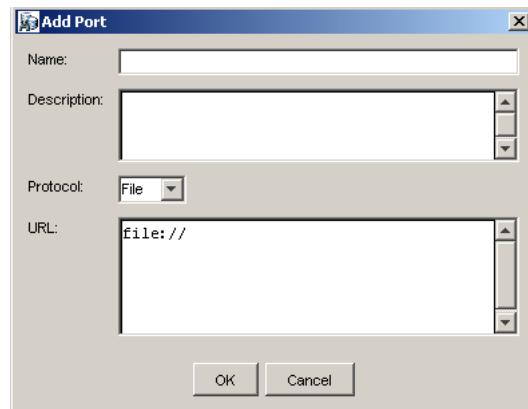 Add Port
Name:
Description:
Protocol: File
URL: file://
OK Cancel